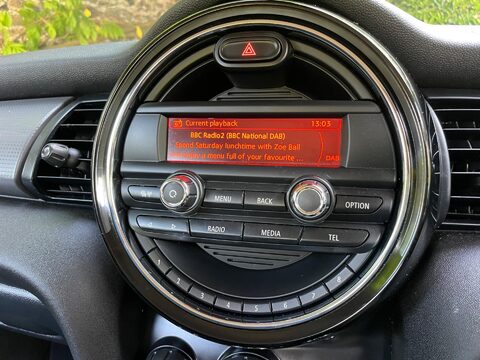 Current playback 13:03
BBC Radio2 (BBC National DAB)
Spend Saturday lunchtime with Zoe Ball
a menu full of your favourite ... DAB
MENU BACK OPTION
RADIO MEDIA TEL
1 2 3 4 5 6 7 8